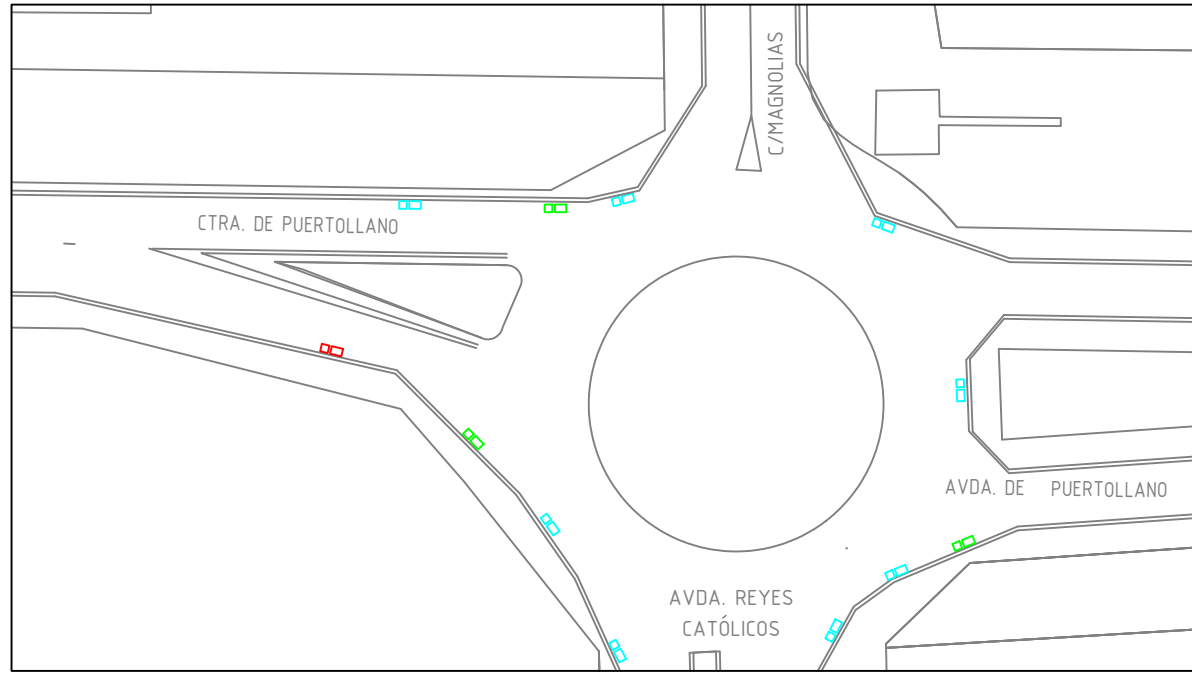 C/MAGNOLIAS
CTRA. DE PUERTOLLANO
AVDA. DE PUERTOLLANO
AVDA. REYES
CATÓLICOS